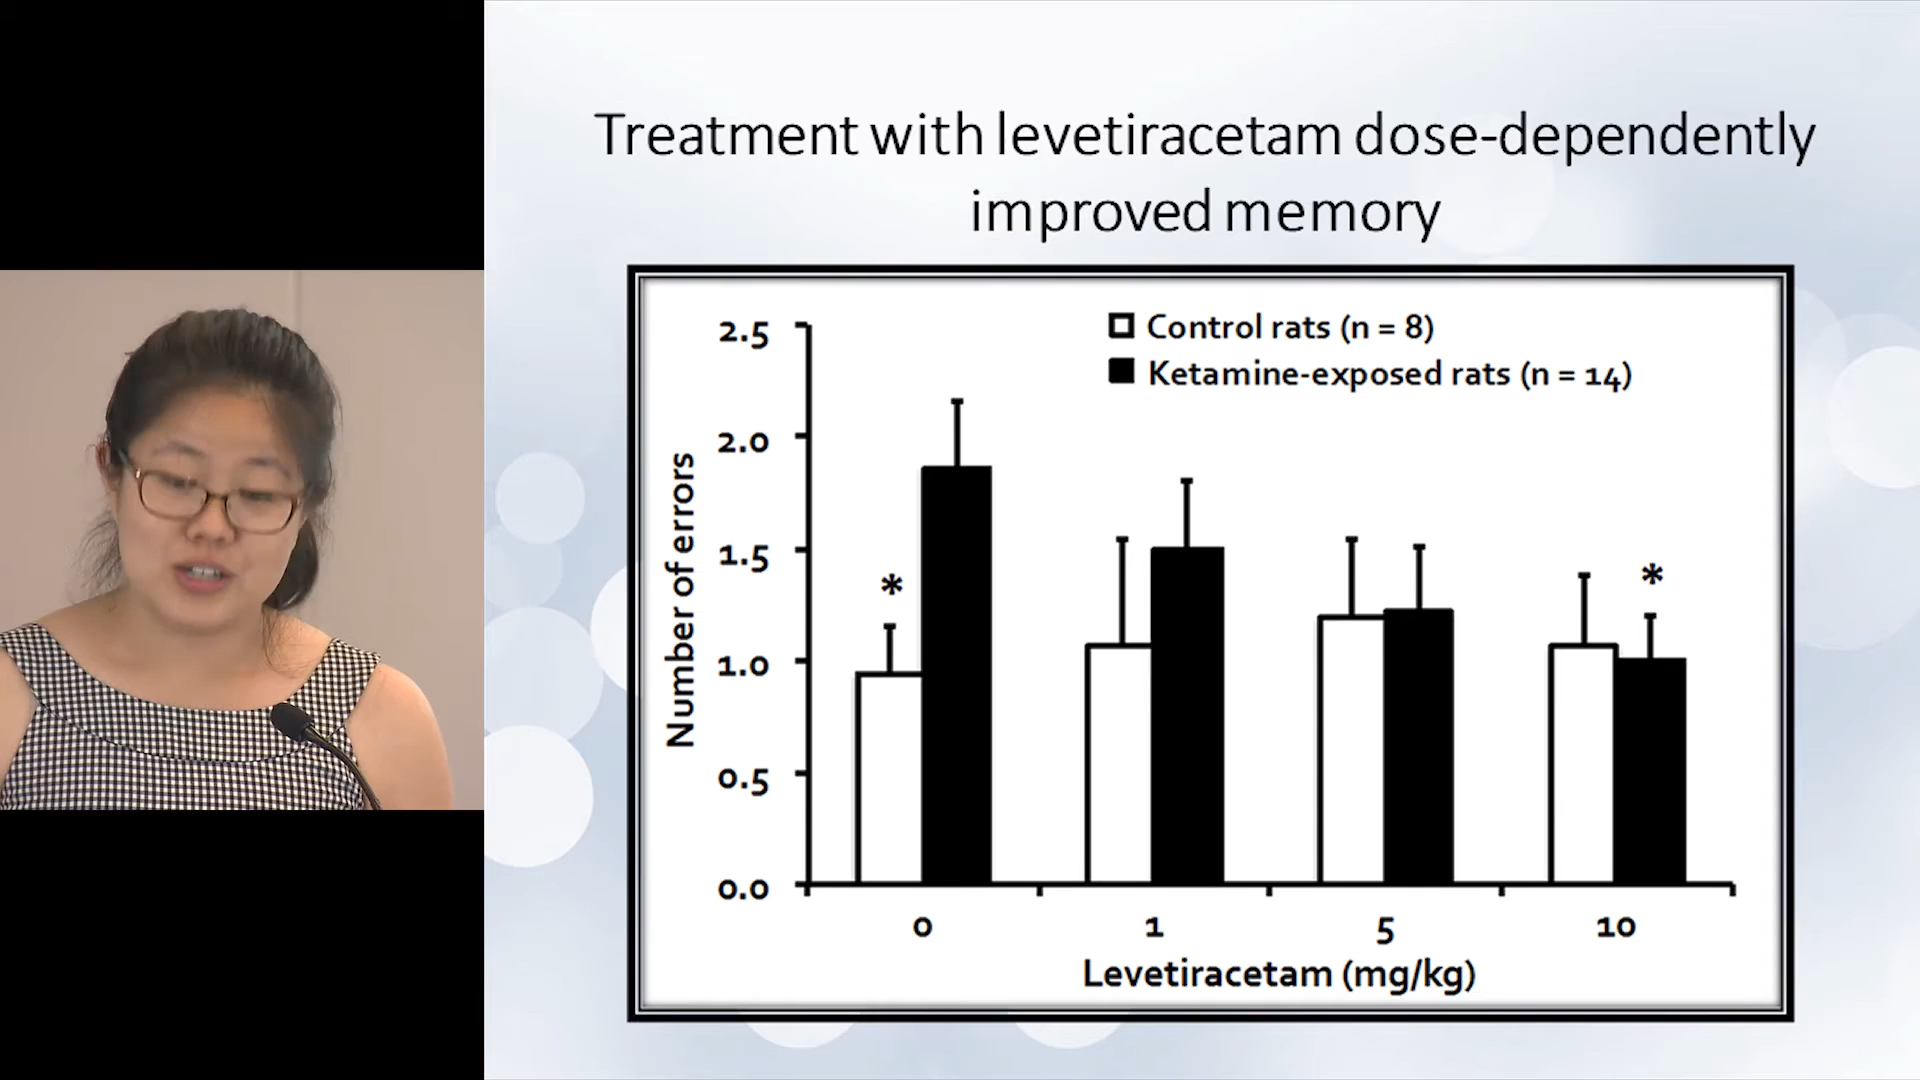 Treatment with levetiracetam dose-dependently
improved memory
Control rats (n = 8)
Ketamine-exposed rats (n = 14)
2.5
2.0
1.5
1.0
0.5
0.0
Number of errors
*
*
0 1 5 10
Levetiracetam (mg/kg)